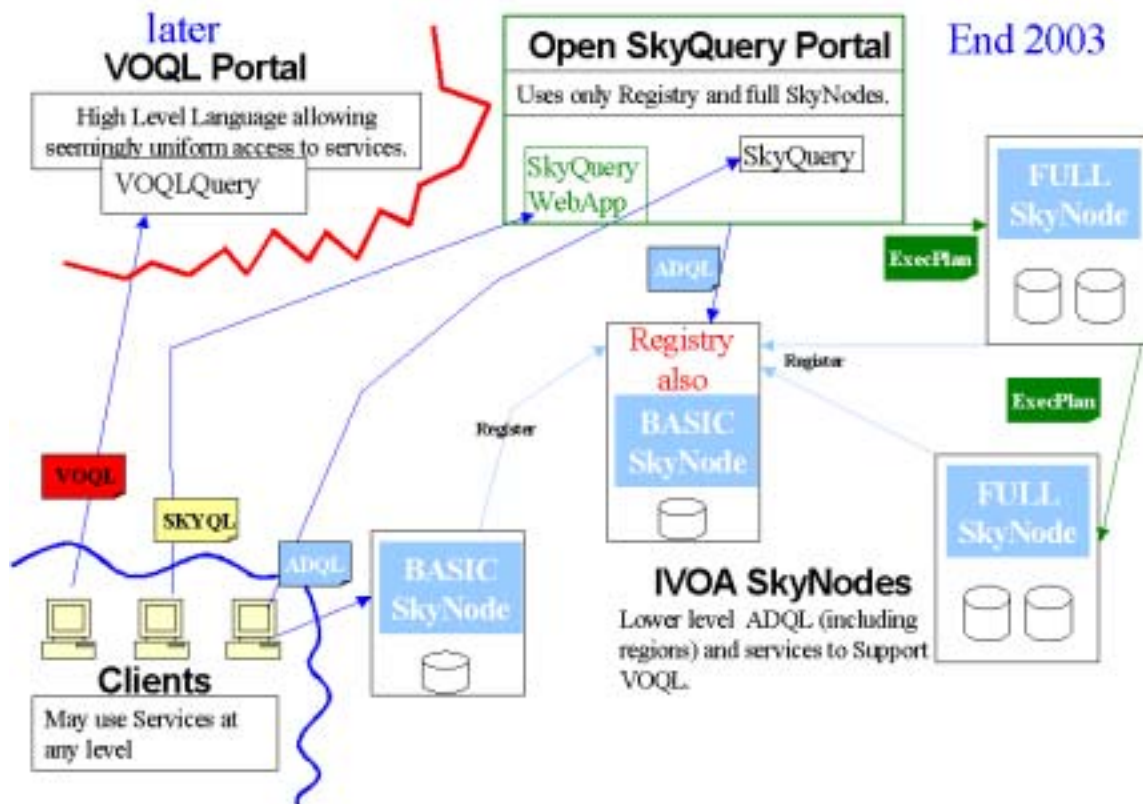 later
VOQL Portal
High Level Language allowing
seemingly uniform access to services.
VOQLQuery
Open SkyQuery Portal
Uses only Registry and full SkyNodes.
SkyQuery
WebApp
SkyQuery
End 2003
FULL
SkyNode
ExecPlan
ADQL
Registry
also
BASIC
SkyNode
Register
Register
ExecPlan
FULL
SkyNode
VOQL
SKYQL
ADQL
BASIC
SkyNode
IVOA SkyNodes
Lower level ADQL (including
regions) and services to Support
VOQL.
Clients
May use Services at
any level